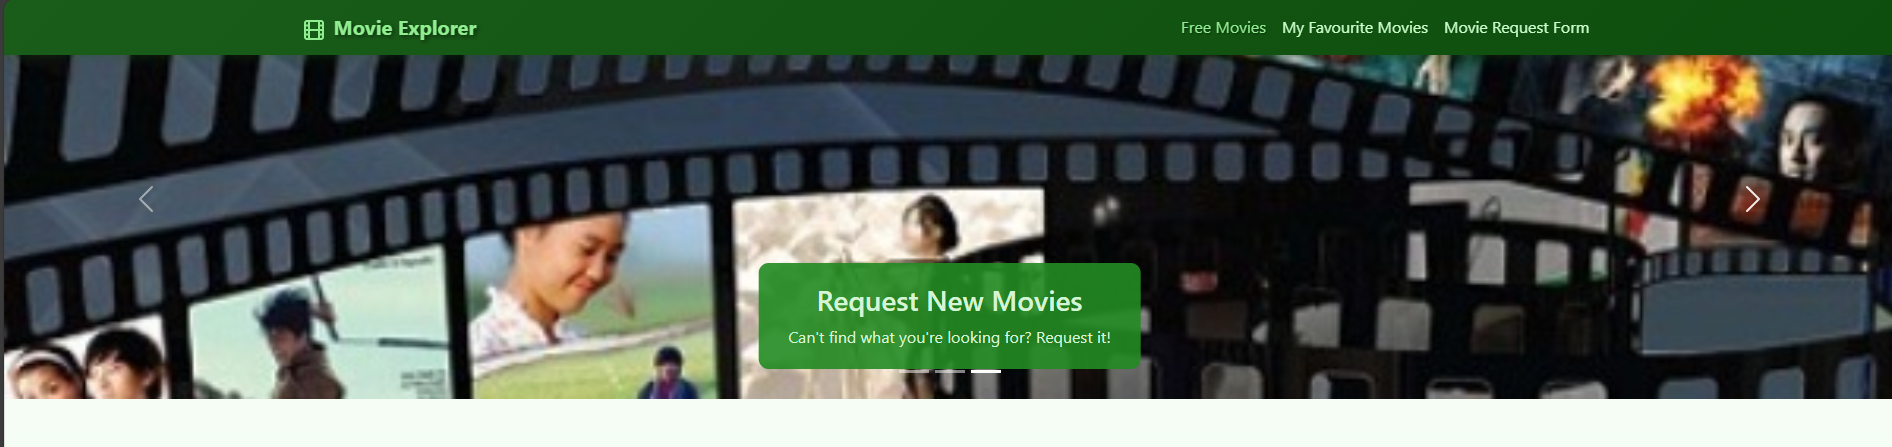 Movie Explorer
Free Movies My Favourite Movies Movie Request Form
Request New Movies
Can't find what you're looking for? Request it!